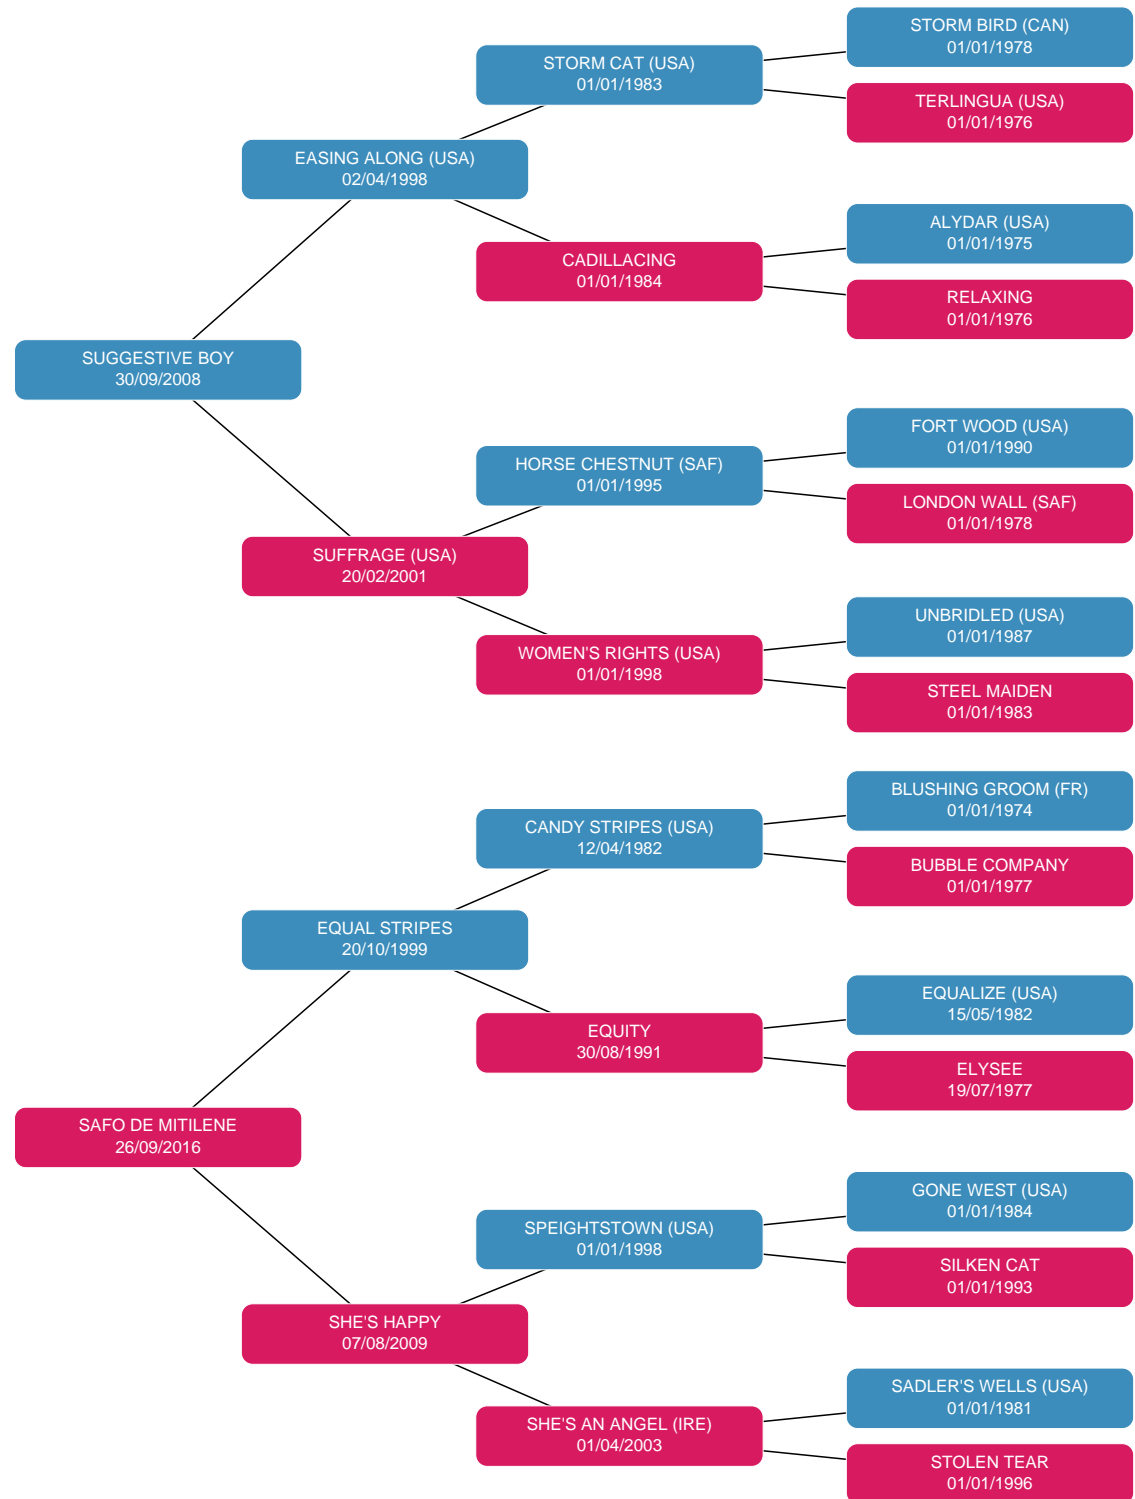 STORM BIRD (CAN)
01/01/1978
STORM CAT (USA)
01/01/1983
TERLINGUA (USA)
01/01/1976
EASING ALONG (USA)
02/04/1998
ALYDAR (USA)
01/01/1975
CADILLACING
01/01/1984
RELAXING
01/01/1976
SUGGESTIVE BOY
30/09/2008
FORT WOOD (USA)
01/01/1990
HORSE CHESTNUT (SAF)
01/01/1995
LONDON WALL (SAF)
01/01/1978
SUFFRAGE (USA)
20/02/2001
UNBRIDLED (USA)
01/01/1987
WOMEN'S RIGHTS (USA)
01/01/1998
STEEL MAIDEN
01/01/1983
BLUSHING GROOM (FR)
01/01/1974
CANDY STRIPES (USA)
12/04/1982
BUBBLE COMPANY
01/01/1977
EQUAL STRIPES
20/10/1999
EQUALIZE (USA)
15/05/1982
EQUITY
30/08/1991
ELYSEE
19/07/1977
SAFO DE MITILENE
26/09/2016
GONE WEST (USA)
01/01/1984
SPEIGHTSTOWN (USA)
01/01/1998
SILKEN CAT
01/01/1993
SHE'S HAPPY
07/08/2009
SADLER'S WELLS (USA)
01/01/1981
SHE'S AN ANGEL (IRE)
01/04/2003
STOLEN TEAR
01/01/1996